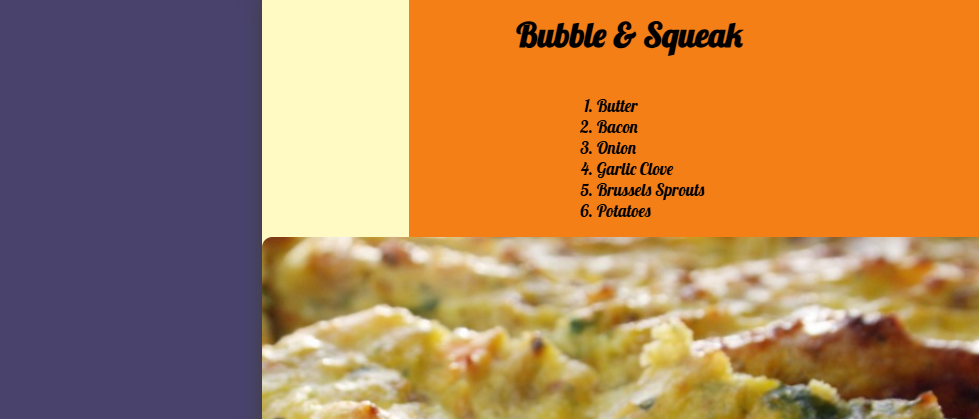 Bubble & Squeak
1. Butter
2. Bacon
3. Onion
4. Garlic Clove
5. Brussels Sprouts
6. Potatoes